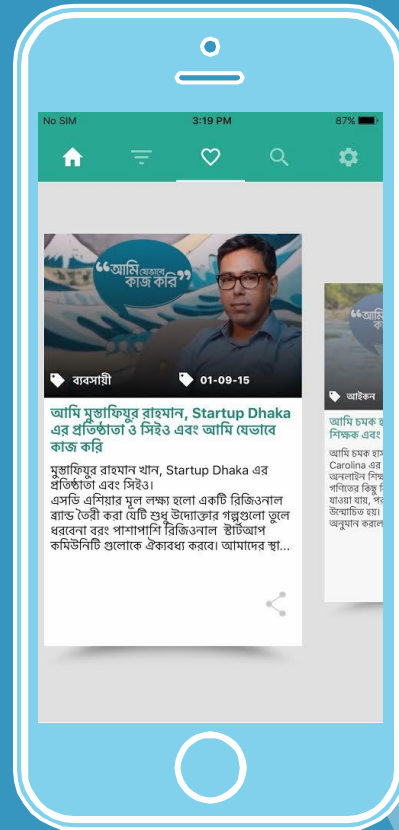 No SIM 3:19 PM 87%
“আমি যেভাবে
কাজ করি”
ব্যবসায়ী 01-09-15
আমি মুস্তাফিযুর রাহমান, Startup Dhaka
এর প্রতিষ্ঠাতা ও সিইও এবং আমি যেভাবে
কাজ করি
মুস্তাফিযুর রাহমান খান, Startup Dhaka এর
প্রতিষ্ঠাতা এবং সিইও।
এসডি এশিয়ার মূল লক্ষ্য হলো একটি রিজিওনাল
ব্র্যান্ড তৈরী করা যেটি শুধু উদ্যোক্তার গল্পগুলো তুলে
ধরবেনা বরং পাশাপাশি রিজিওনাল স্টার্টআপ
কমিউনিটি গুলোকে ঐক্যবধ্য করবে। আমাদের স্থা...
“আমি
আইকন
আমি চমক
শিক্ষক এবং
আমি চমক হাস
Carolina এর
অনলাইন শিক্ষ
গণিতের কিছু
যাওয়া যায়, পর
উন্মোচিত হয়।
অনুমান করলে